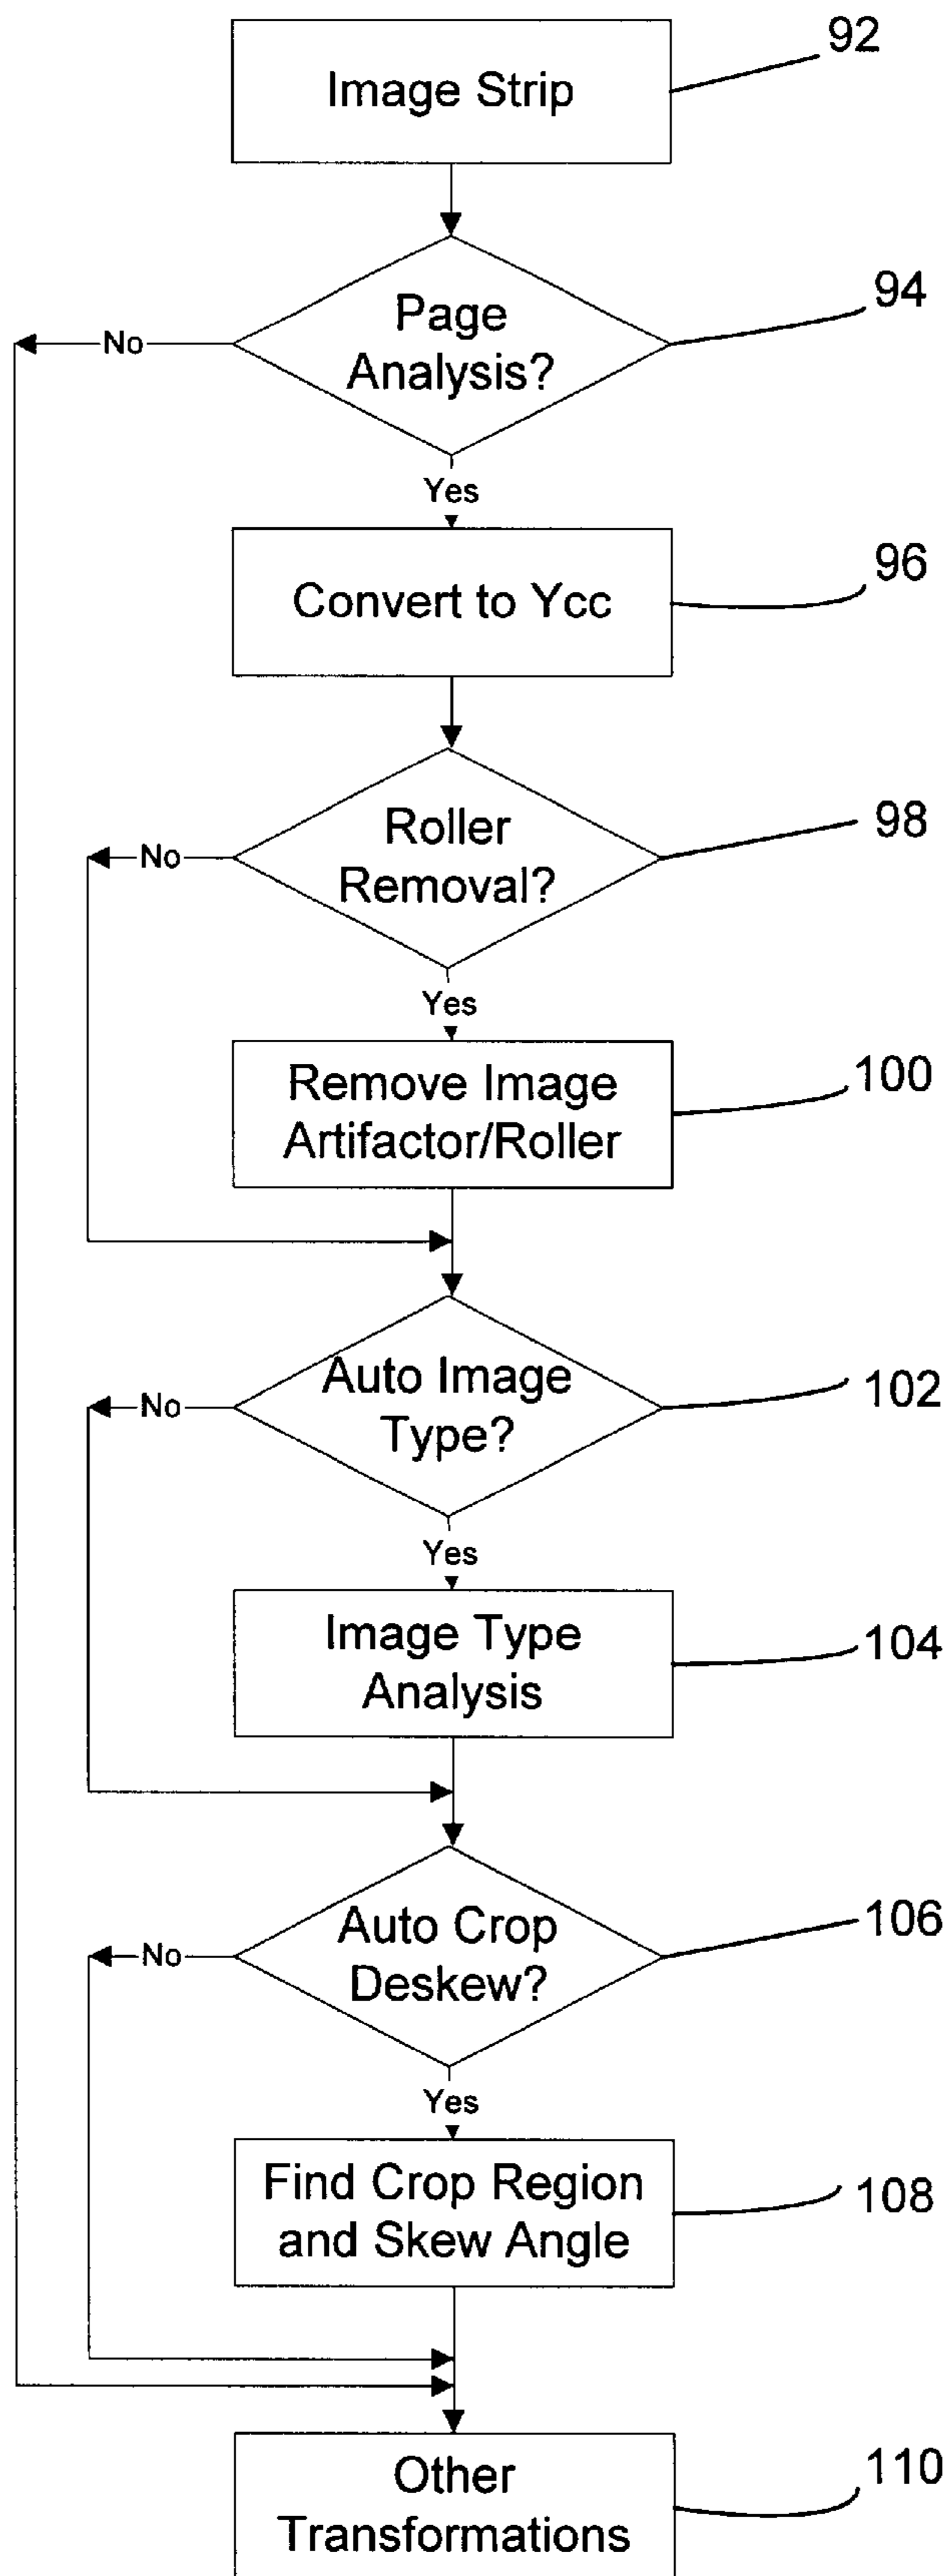 Image Strip
92
Page
Analysis?
94
No
Yes
Convert to Ycc
96
Roller
Removal?
98
No
Yes
Remove Image
Artifactor/Roller
100
Auto Image
Type?
102
No
Yes
Image Type
Analysis
104
Auto Crop
Deskew?
106
No
Yes
Find Crop Region
and Skew Angle
108
Other
Transformations
110